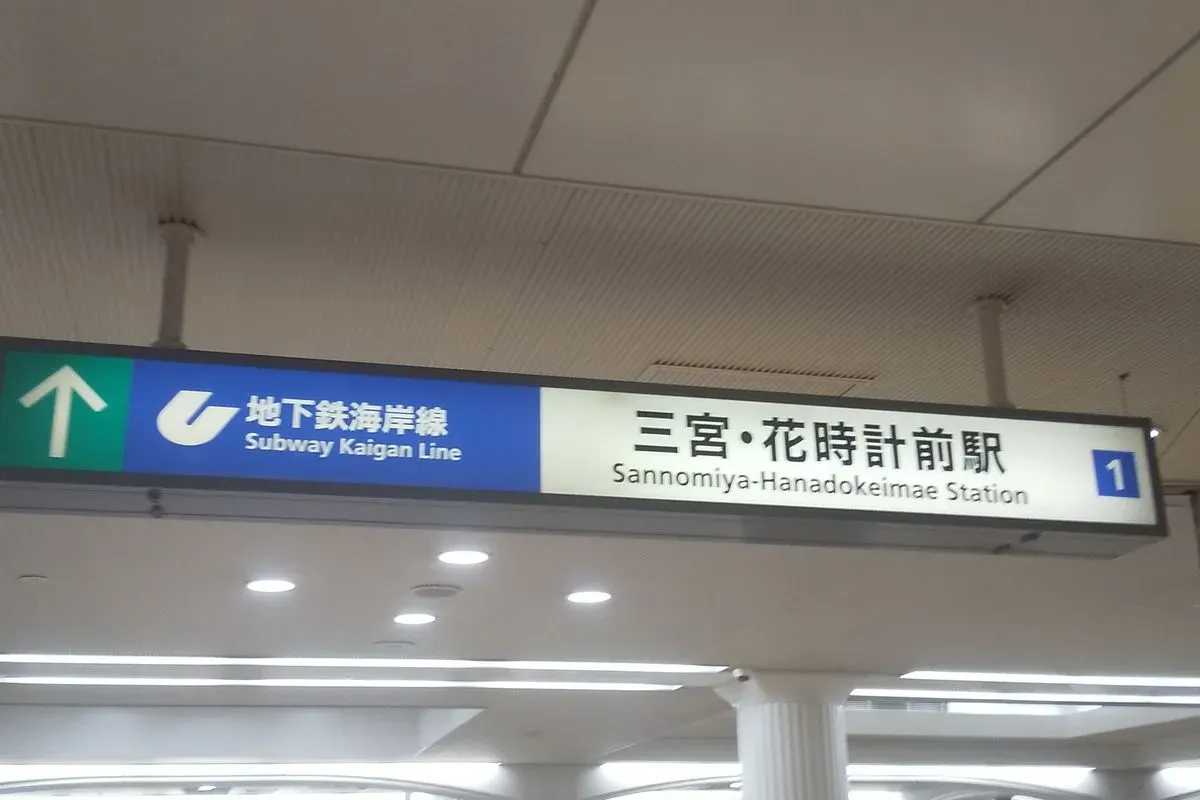 地下鉄海岸線
Subway Kaigan Line
三宮・花時計前駅
Sannomiya-Hanadokeimae Station
1